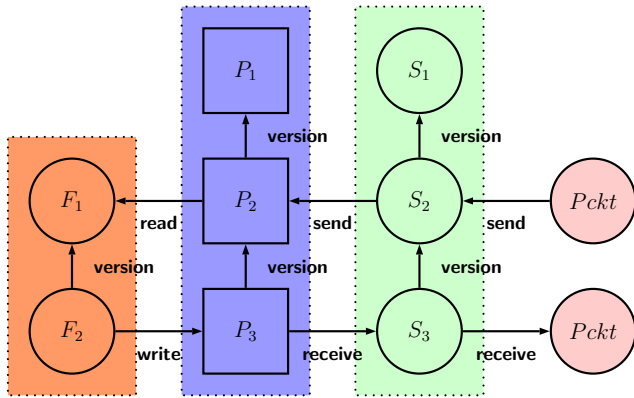 P₁ S₁
version version
F₁ P₂ S₂ Pckt
read send send
version version version
F₂ P₃ S₃ Pckt
write receive receive